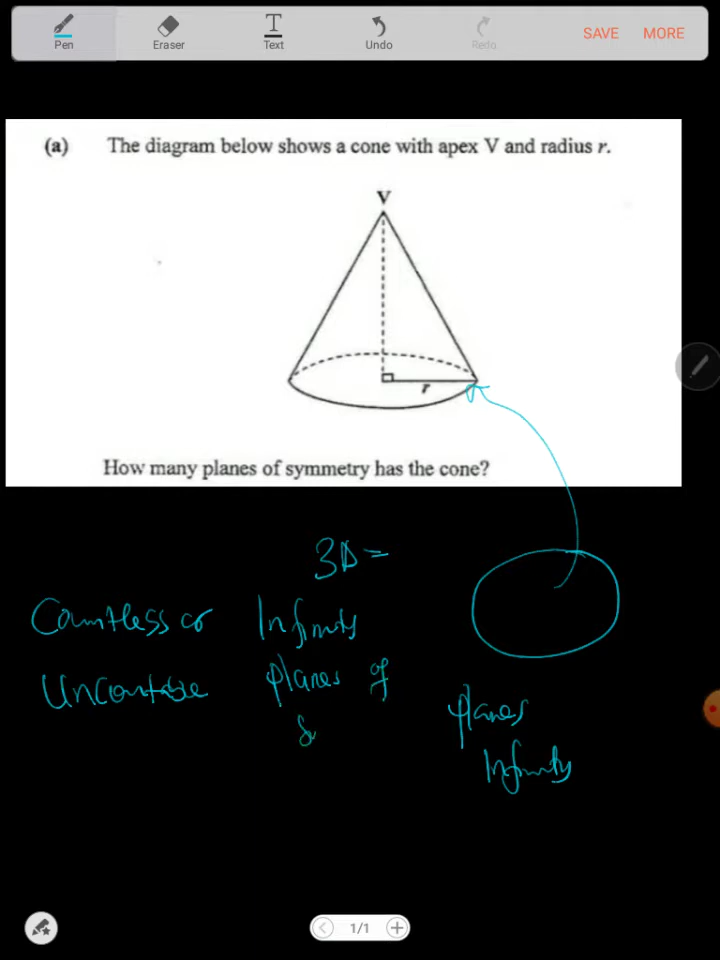 Pen Eraser Text Undo Redo SAVE MORE
(a) The diagram below shows a cone with apex V and radius r.
V
r
How many planes of symmetry has the cone?
3D =
Countless or Infinity
Uncountable planes of
planes
Infinity
1/1